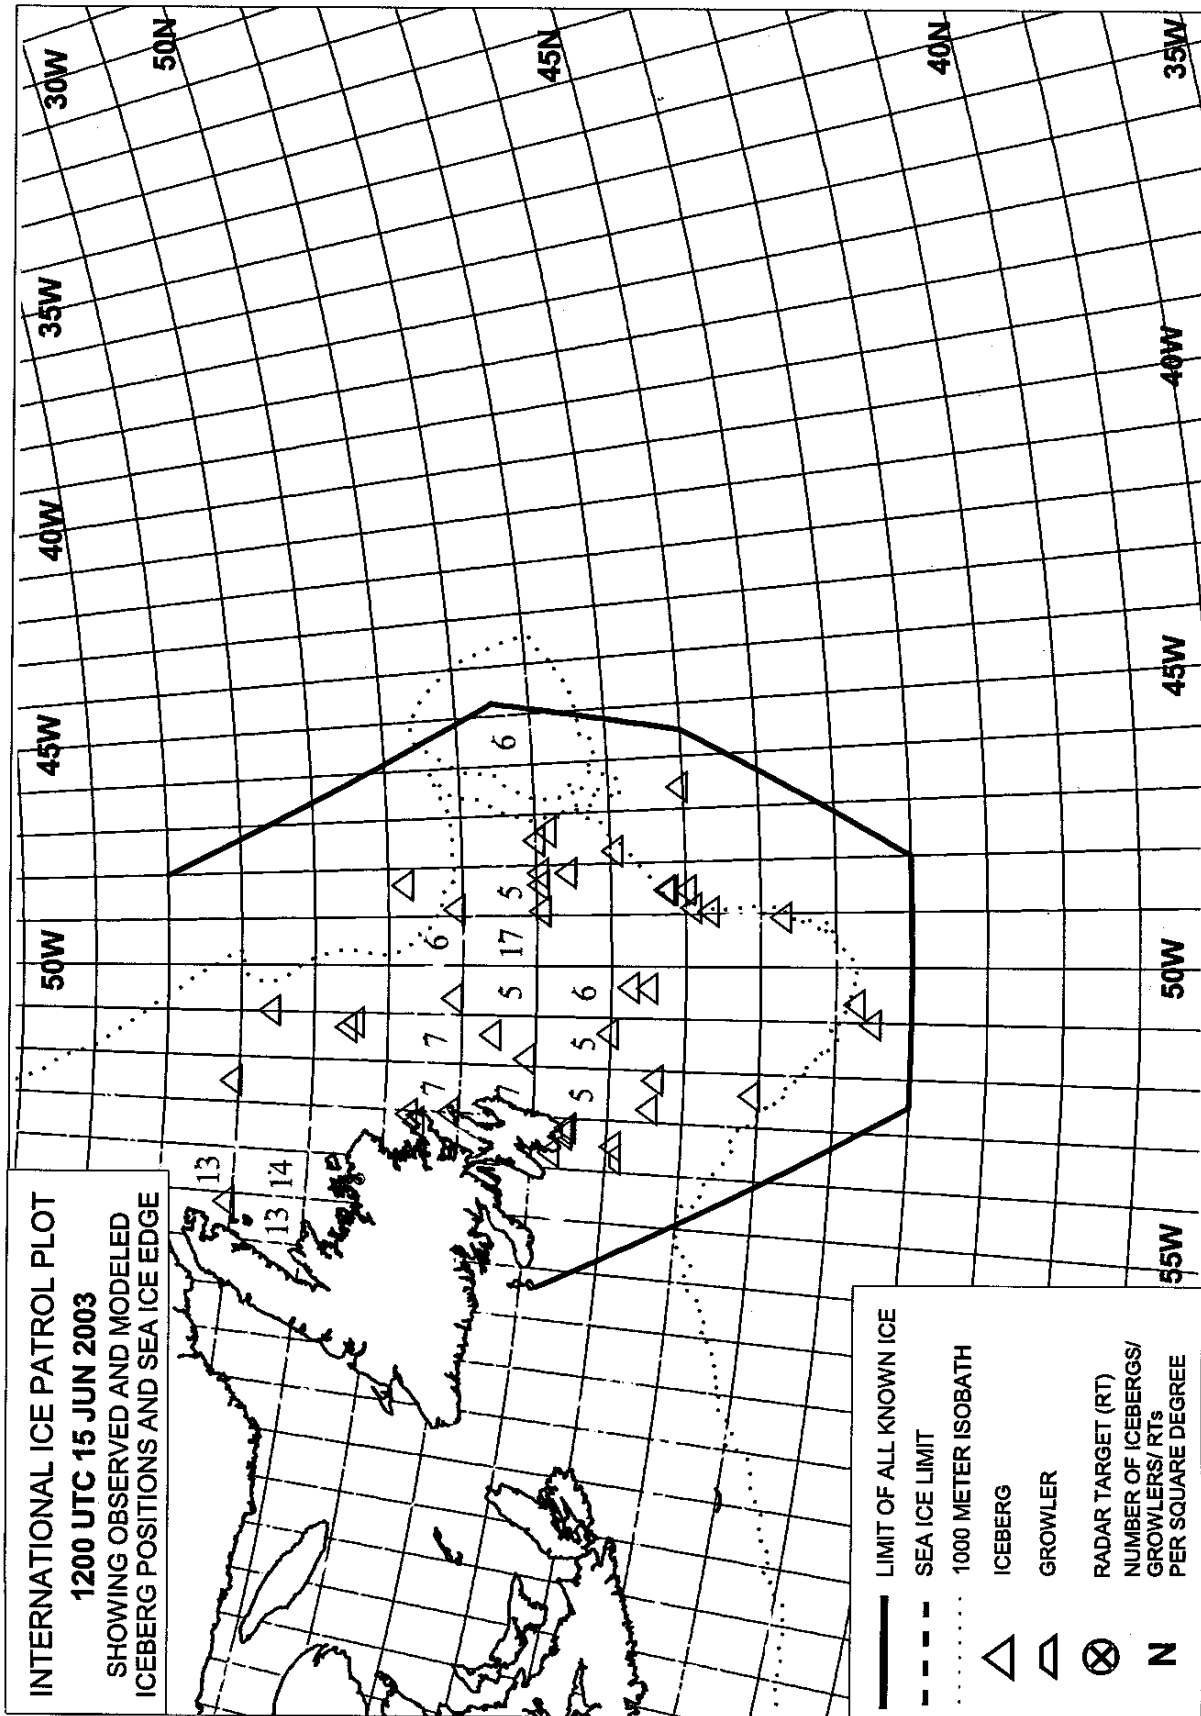 INTERNATIONAL ICE PATROL PLOT
1200 UTC 15 JUN 2003
SHOWING OBSERVED AND MODELED
ICEBERG POSITIONS AND SEA ICE EDGE
50W
45W
40W
35W
30W
50N
45N
40N
35W
40W
45W
50W
55W
13
13
14
7
7
6
7
5
17
5
6
5
5
6
LIMIT OF ALL KNOWN ICE
SEA ICE LIMIT
1000 METER ISOBATH
ICEBERG
GROWLER
RADAR TARGET (RT)
N
NUMBER OF ICEBERGS/
GROWLERS/ RTs
PER SQUARE DEGREE